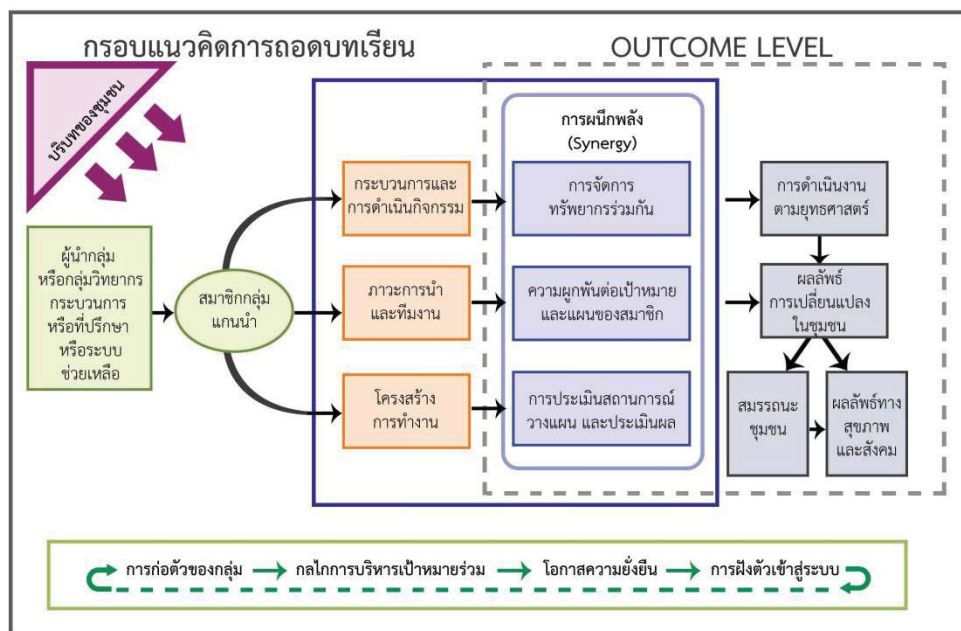 กรอบแนวคิดการถอดบทเรียน
OUTCOME LEVEL
บริบทของชุมชน
ผู้นำกลุ่ม
หรือกลุ่มวิทยากร
กระบวนการ
หรือที่ปรึกษา
หรือระบบ
ช่วยเหลือ
สมาชิกกลุ่ม
แกนนำ
กระบวนการและ
การดำเนินกิจกรรม
ภาวะการนำ
และทีมงาน
โครงสร้าง
การทำงาน
การผนึกพลัง
(Synergy)
การจัดการ
ทรัพยากรร่วมกัน
ความผูกพันต่อเป้าหมาย
และแผนของสมาชิก
การประเมินสถานการณ์
วางแผน และประเมินผล
การดำเนินงาน
ตามยุทธศาสตร์
ผลลัพธ์
การเปลี่ยนแปลง
ในชุมชน
สมรรถนะ
ชุมชน
ผลลัพธ์ทาง
สุขภาพ
และสังคม
การก่อตัวของกลุ่ม
กลไกการบริหารเป้าหมายร่วม
โอกาสความยั่งยืน
การฝังตัวเข้าสู่ระบบ